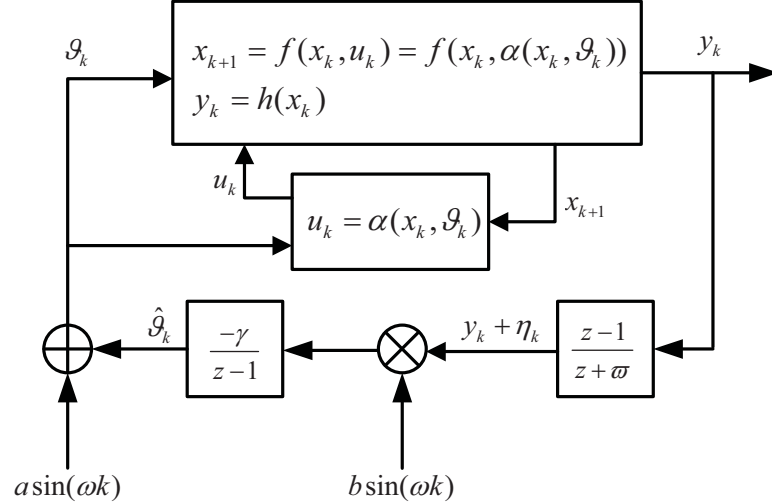 ϑ_k
x_{k+1} = f(x_k, u_k) = f(x_k, α(x_k, ϑ_k))
y_k = h(x_k)
y_k
u_k
u_k = α(x_k, ϑ_k)
x_{k+1}
ϑ̂_k
-γ
z-1
y_k + η_k
z-1
z+ϖ
a sin(ωk)
b sin(ωk)